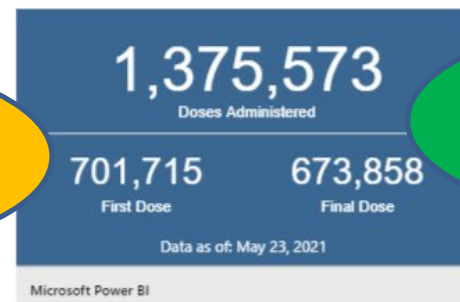 1,375,573
Doses Administered
701,715 673,858
First Dose Final Dose
Data as of: May 23, 2021
Microsoft Power BI